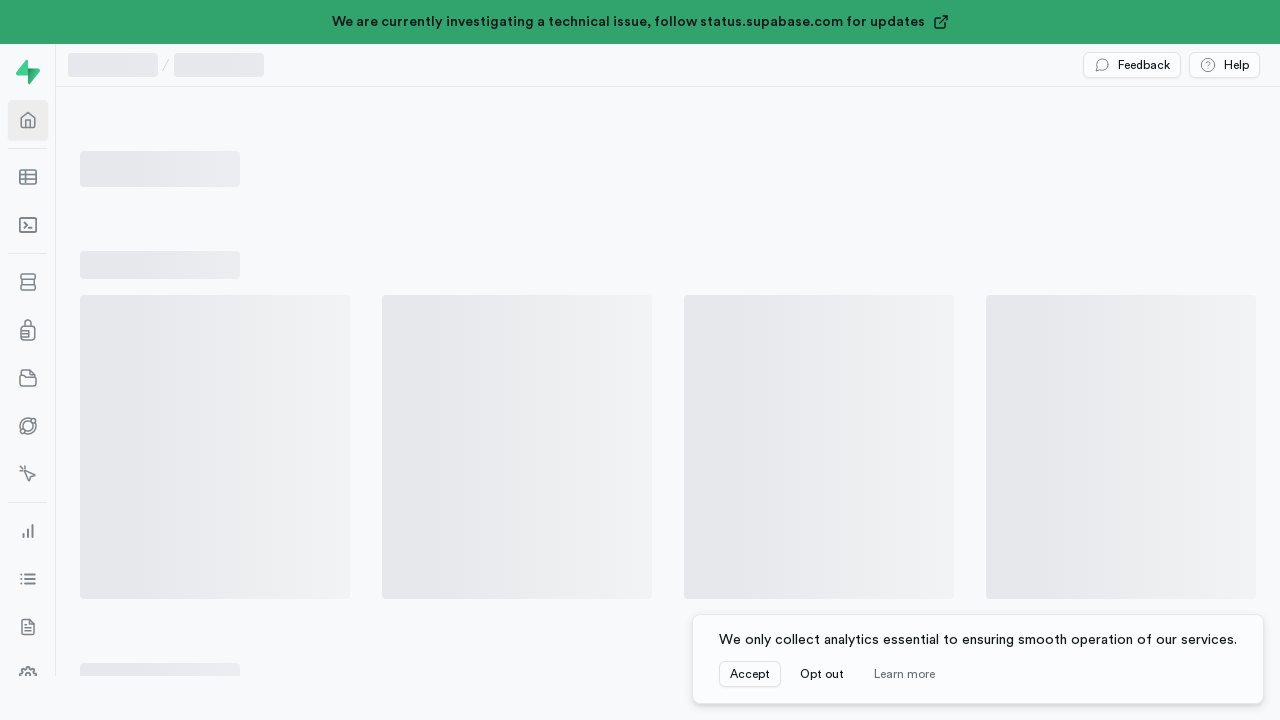 We are currently investigating a technical issue, follow status.supabase.com for updates
/
Feedback
Help
We only collect analytics essential to ensuring smooth operation of our services.
Accept
Opt out
Learn more